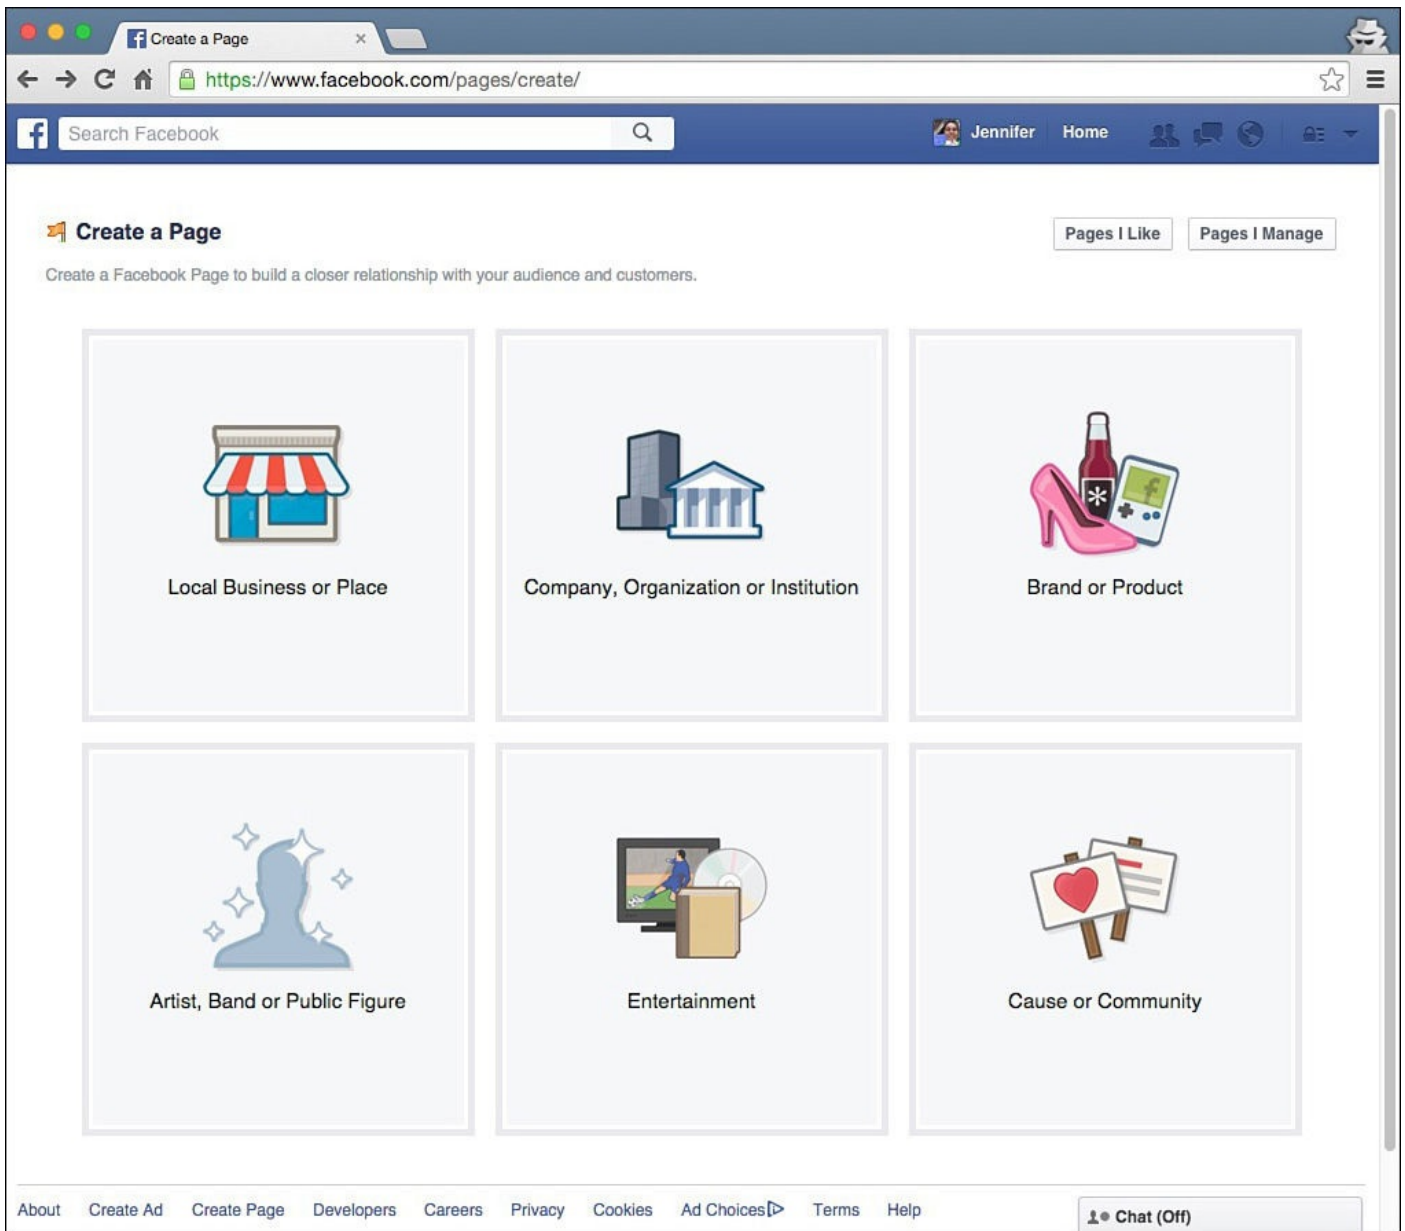 Create a Page
https://www.facebook.com/pages/create/
f Search Facebook Jennifer Home
Create a Page Pages I Like Pages I Manage
Create a Facebook Page to build a closer relationship with your audience and customers.
Local Business or Place
Company, Organization or Institution
Brand or Product
Artist, Band or Public Figure
Entertainment
Cause or Community
About Create Ad Create Page Developers Careers Privacy Cookies Ad Choices Terms Help
Chat (Off)